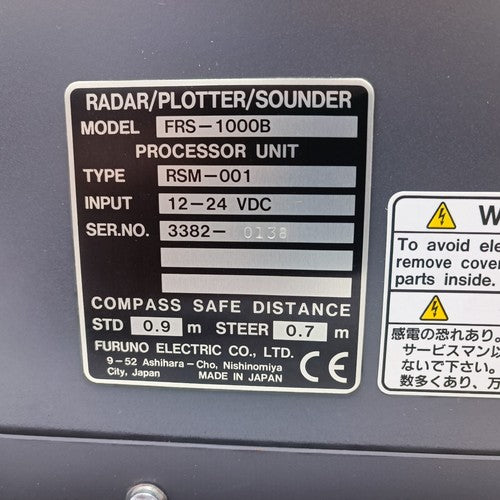 RADAR/PLOTTER/SOUNDER
MODEL FRS-1000B
PROCESSOR UNIT
TYPE RSM-001
INPUT 12-24 VDC
SER.NO. 3382- 0138
COMPASS SAFE DISTANCE
STD 0.9 m STEER 0.7 m
FURUNO ELECTRIC CO., LTD.
9-52 Ashihara-Cho, Nishinomiya
City, Japan MADE IN JAPAN
CE
W
To avoid ele
remove cover
parts inside.
感電の恐れあり。
サービスマン以
ないで下さい。
数多くあり、万